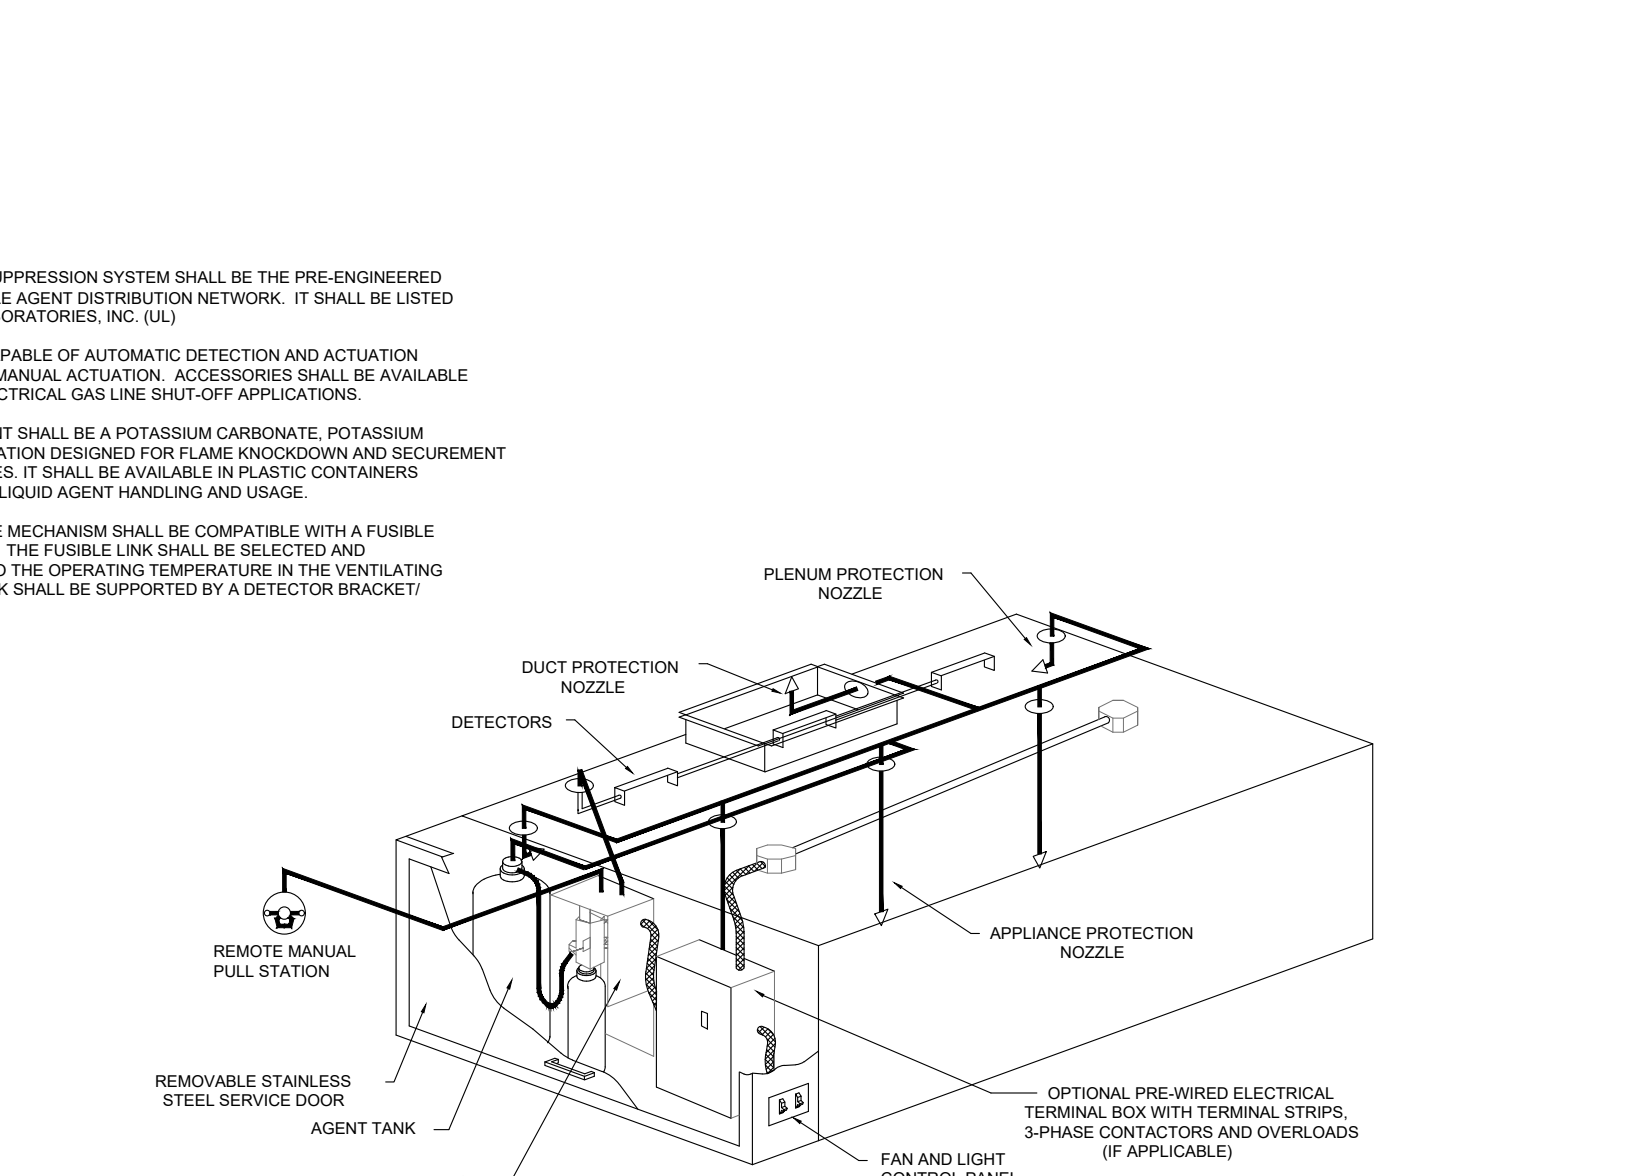 UPPRESSION SYSTEM SHALL BE THE PRE-ENGINEERED
E AGENT DISTRIBUTION NETWORK. IT SHALL BE LISTED
ORATORIES, INC. (UL)
PABLE OF AUTOMATIC DETECTION AND ACTUATION
MANUAL ACTUATION. ACCESSORIES SHALL BE AVAILABLE
CTRICAL GAS LINE SHUT-OFF APPLICATIONS.
NT SHALL BE A POTASSIUM CARBONATE, POTASSIUM
ATION DESIGNED FOR FLAME KNOCKDOWN AND SECUREMENT
ES. IT SHALL BE AVAILABLE IN PLASTIC CONTAINERS
LIQUID AGENT HANDLING AND USAGE.
E MECHANISM SHALL BE COMPATIBLE WITH A FUSIBLE
THE FUSIBLE LINK SHALL BE SELECTED AND
O THE OPERATING TEMPERATURE IN THE VENTILATING
K SHALL BE SUPPORTED BY A DETECTOR BRACKET/
PLENUM PROTECTION
NOZZLE
DUCT PROTECTION
NOZZLE
DETECTORS
REMOTE MANUAL
PULL STATION
APPLIANCE PROTECTION
NOZZLE
REMOVABLE STAINLESS
STEEL SERVICE DOOR
AGENT TANK
OPTIONAL PRE-WIRED ELECTRICAL
TERMINAL BOX WITH TERMINAL STRIPS,
3-PHASE CONTACTORS AND OVERLOADS
(IF APPLICABLE)
FAN AND LIGHT
CONTROL PANEL